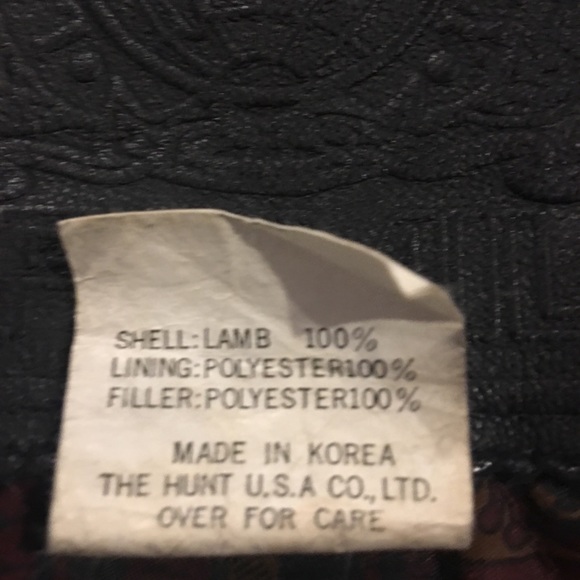 SHELL:LAMB 100%
LINING:POLYESTER100%
FILLER:POLYESTER100%
MADE IN KOREA
THE HUNT U.S.A CO.,LTD.
OVER FOR CARE